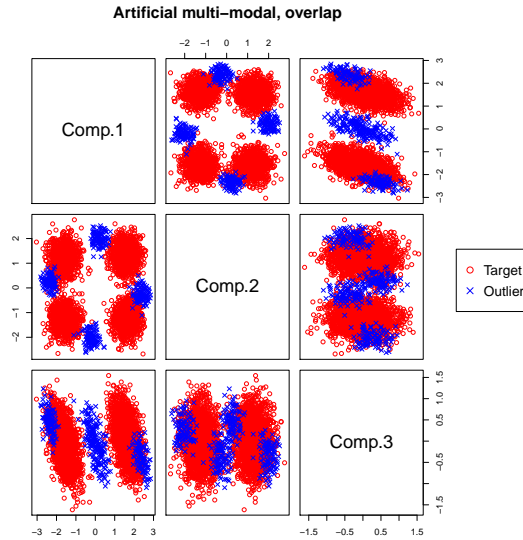 Artificial multi−modal, overlap
−2 −1 0 1 2
Comp.1
−3 −2 −1 0 1 2 3
−2 −1 0 1 2
Comp.2
Target
Outlier
−1.5 −0.5 0.5 1.0 1.5
Comp.3
−3 −2 −1 0 1 2 3
−1.5 −0.5 0.5 1.5